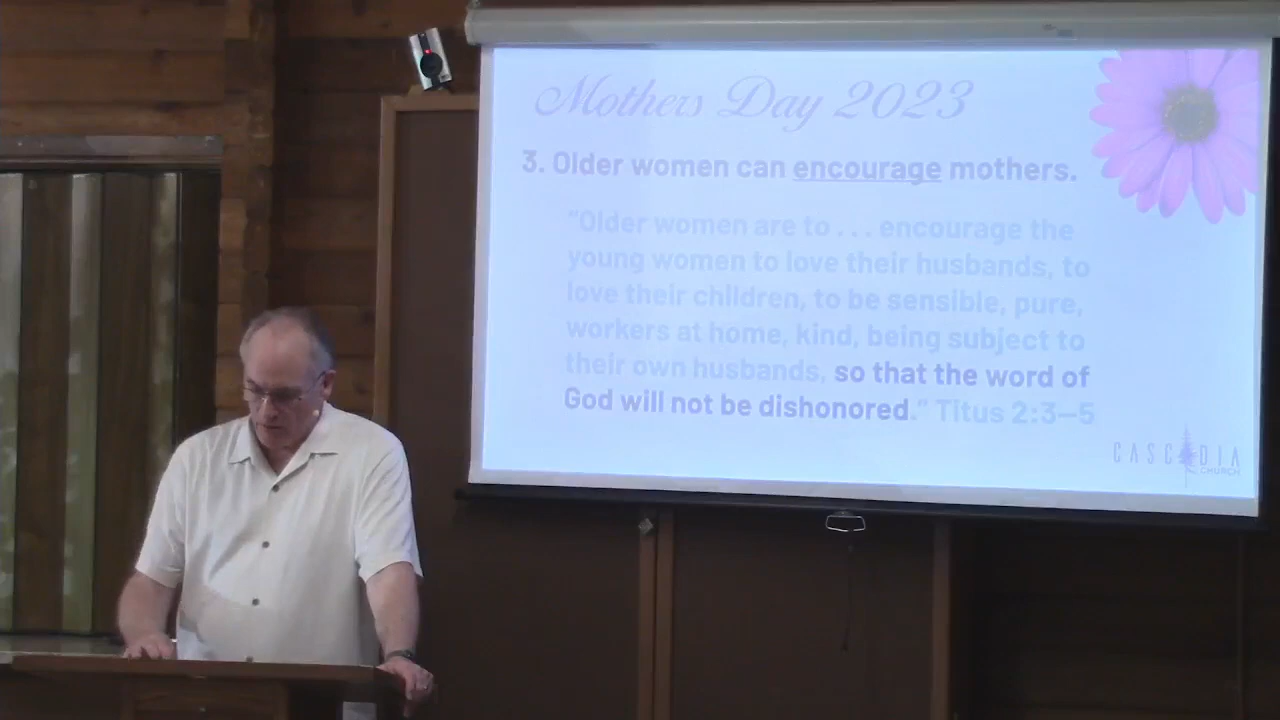 Mothers Day 2023
3. Older women can encourage mothers.
“Older women are to . . . encourage the
young women to love their husbands, to
love their children, to be sensible, pure,
workers at home, kind, being subject to
their own husbands, so that the word of
God will not be dishonored.” Titus 2:3–5
CASCADIA
CHURCH